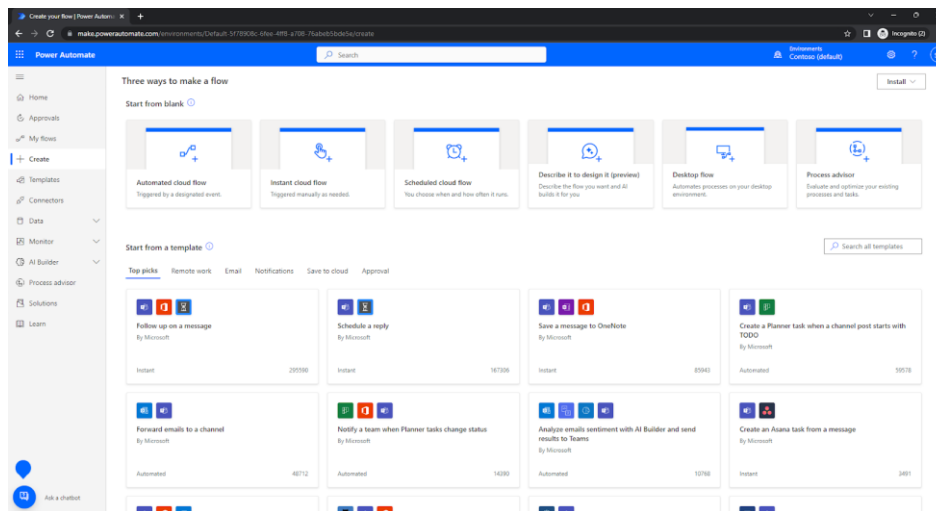 Create your flow | Power Autom
make.powerautomate.com/environments/Default-5f78908c-6fee-4ff8-a708-76abeb5bde5e/create
Incognito (2)
Power Automate
Search
Environments
Contoso (default)
Three ways to make a flow
Install
Start from blank
Home
Approvals
My flows
Create
Templates
Connectors
Data
Monitor
AI Builder
Process advisor
Solutions
Learn
Automated cloud flow
Triggered by a designated event.
Instant cloud flow
Triggered manually as needed.
Scheduled cloud flow
You choose when and how often it runs.
Describe it to design it (preview)
Describe the flow you want and AI
builds it for you
Desktop flow
Automates processes on your desktop
environment.
Process advisor
Evaluate and optimize your existing
processes and tasks.
Start from a template
Search all templates
Top picks Remote work Email Notifications Save to cloud Approval
Follow up on a message
By Microsoft
Instant 295590
Schedule a reply
By Microsoft
Instant 167306
Save a message to OneNote
By Microsoft
Instant 85943
Create a Planner task when a channel post starts with
TODO
By Microsoft
Automated 59578
Forward emails to a channel
By Microsoft
Automated 48712
Notify a team when Planner tasks change status
By Microsoft
Automated 14200
Analyze emails sentiment with AI Builder and send
results to Teams
By Microsoft
Automated 10768
Create an Asana task from a message
By Microsoft
Instant 3491
Ask a chatbot